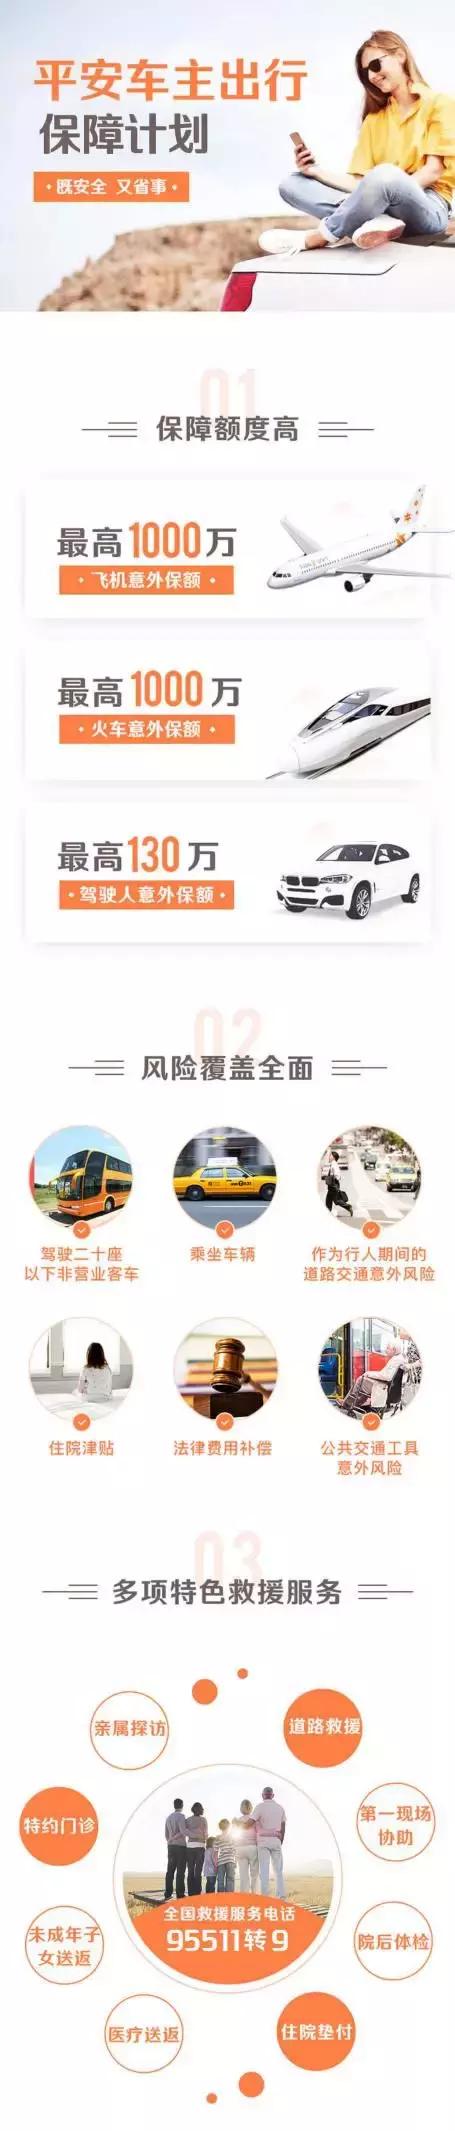 平安车主出行
保障计划
·既安全 又省事·
01
保障额度高
最高1000万
·飞机意外保额·
最高1000万
·火车意外保额·
最高130万
·驾驶人意外保额·
02
风险覆盖全面
驾驶二十座
以下非营业客车
乘坐车辆
作为行人期间的
道路交通意外风险
住院津贴
法律费用补偿
公共交通工具
意外风险
03
多项特色救援服务
亲属探访
道路救援
特约门诊
第一现场
协助
全国救援服务电话
95511转9
未成年子
女送返
院后体检
医疗送返
住院垫付